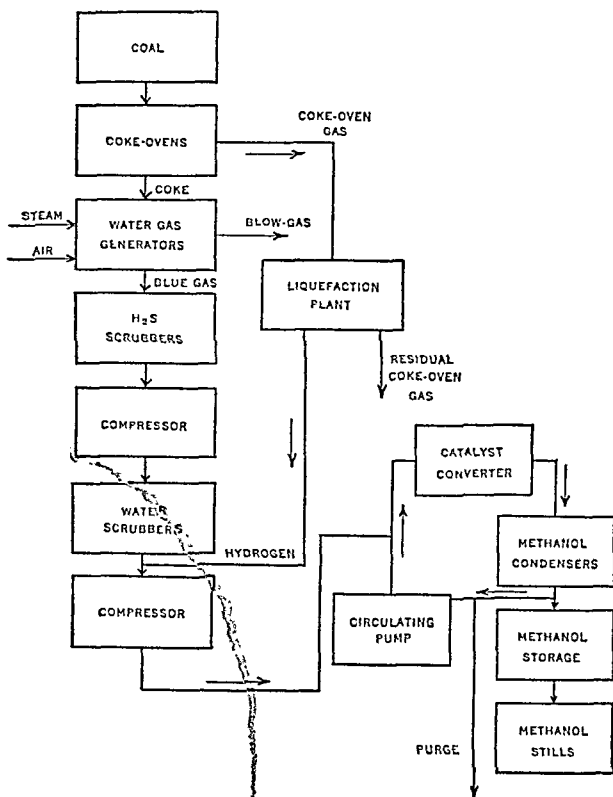 COAL
COKE-OVENS
COKE-OVEN
GAS
COKE
STEAM
AIR
WATER GAS
GENERATORS
BLOW-GAS
BLUE GAS
LIQUEFACTION
PLANT
H₂S
SCRUBBERS
RESIDUAL
COKE-OVEN
GAS
COMPRESSOR
CATALYST
CONVERTER
WATER
SCRUBBERS
HYDROGEN
METHANOL
CONDENSERS
COMPRESSOR
CIRCULATING
PUMP
METHANOL
STORAGE
METHANOL
STILLS
PURGE